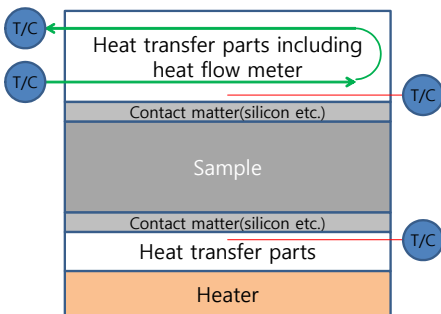 T/C
Heat transfer parts including
heat flow meter
T/C
T/C
Contact matter(silicon etc.)
Sample
Contact matter(silicon etc.)
T/C
Heat transfer parts
Heater